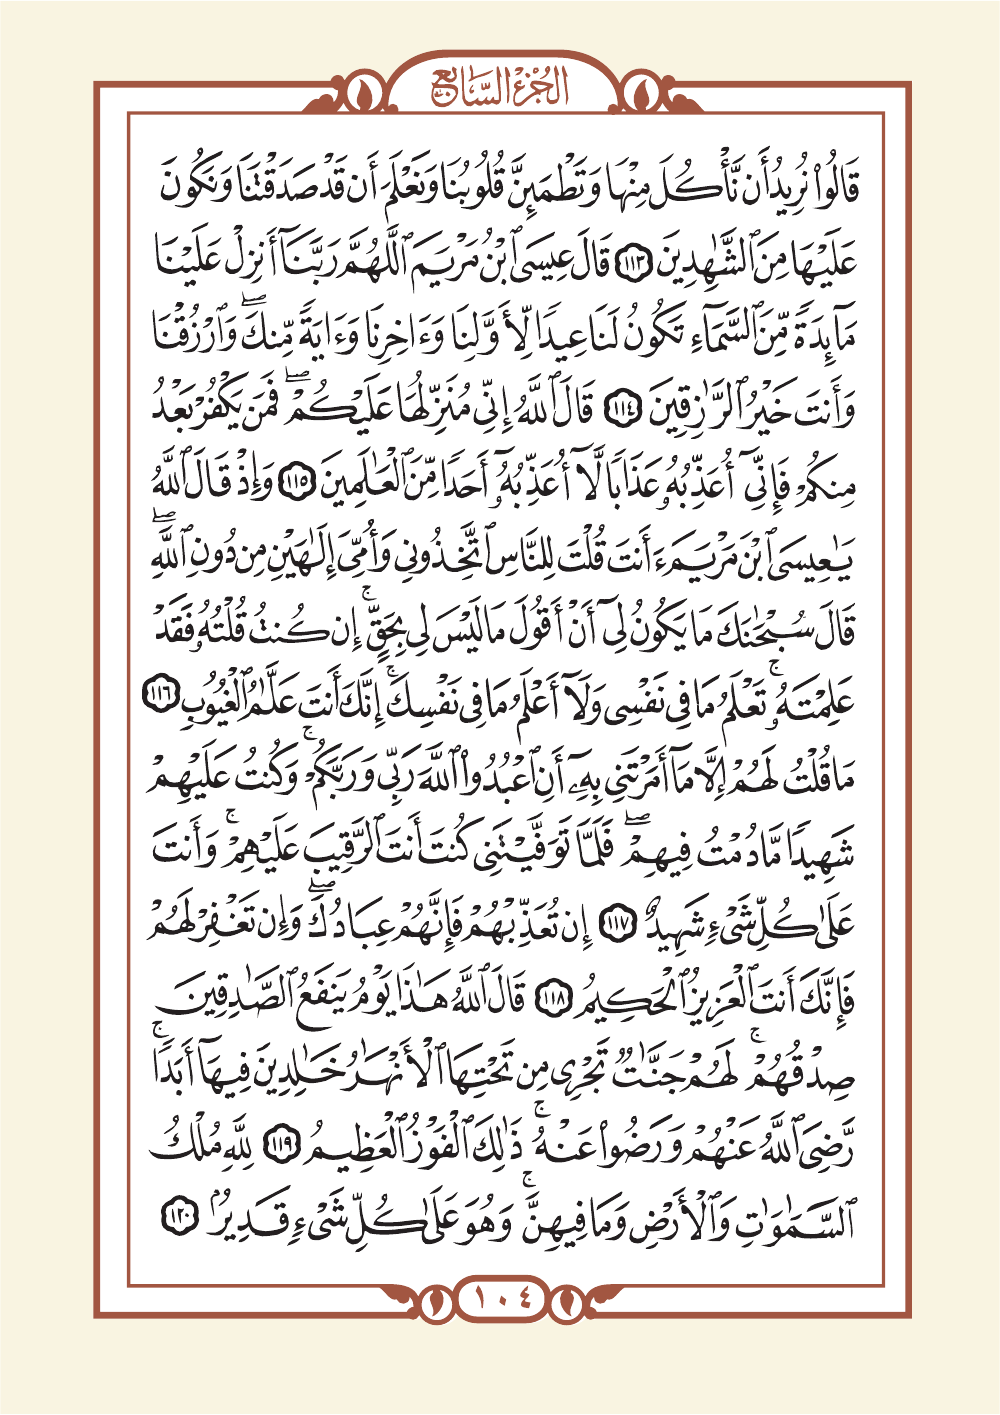 الجزء السابع
قَالُوا۟ نُرِيدُ أَن نَّأْكُلَ مِنْهَا وَتَطْمَئِنَّ قُلُوبُنَا وَنَعْلَمَ أَن قَدْ صَدَقْتَنَا وَنَكُونَ
عَلَيْهَا مِنَ ٱلشَّٰهِدِينَ ١١٣ قَالَ عِيسَى ٱبْنُ مَرْيَمَ ٱللَّهُمَّ رَبَّنَآ أَنزِلْ عَلَيْنَا
مَآئِدَةً مِّنَ ٱلسَّمَآءِ تَكُونُ لَنَا عِيدًا لِّأَوَّلِنَا وَءَاخِرِنَا وَءَايَةً مِّنكَ ۖ وَٱرْزُقْنَا
وَأَنتَ خَيْرُ ٱلرَّٰزِقِينَ ١١٤ قَالَ ٱللَّهُ إِنِّى مُنَزِّلُهَا عَلَيْكُمْ ۖ فَمَن يَكْفُرْ بَعْدُ
مِنكُمْ فَإِنِّىٓ أُعَذِّبُهُۥ عَذَابًا لَّآ أُعَذِّبُهُۥٓ أَحَدًا مِّنَ ٱلْعَٰلَمِينَ ١١٥ وَإِذْ قَالَ ٱللَّهُ
يَٰعِيسَى ٱبْنَ مَرْيَمَ ءَأَنتَ قُلْتَ لِلنَّاسِ ٱتَّخِذُونِى وَأُمِّىَ إِلَٰهَيْنِ مِن دُونِ ٱللَّهِ ۖ
قَالَ سُبْحَٰنَكَ مَا يَكُونُ لِىٓ أَنْ أَقُولَ مَا لَيْسَ لِى بِحَقٍّ ۚ إِن كُنتُ قُلْتُهُۥ فَقَدْ
عَلِمْتَهُۥ ۚ تَعْلَمُ مَا فِى نَفْسِى وَلَآ أَعْلَمُ مَا فِى نَفْسِكَ ۚ إِنَّكَ أَنتَ عَلَّٰمُ ٱلْغُيُوبِ ١١٦
مَا قُلْتُ لَهُمْ إِلَّا مَآ أَمَرْتَنِى بِهِۦٓ أَنِ ٱعْبُدُوا۟ ٱللَّهَ رَبِّى وَرَبَّكُمْ ۚ وَكُنتُ عَلَيْهِمْ
شَهِيدًا مَّا دُمْتُ فِيهِمْ ۖ فَلَمَّا تَوَفَّيْتَنِى كُنتَ أَنتَ ٱلرَّقِيبَ عَلَيْهِمْ ۚ وَأَنتَ
عَلَىٰ كُلِّ شَىْءٍ شَهِيدٌ ١١٧ إِن تُعَذِّبْهُمْ فَإِنَّهُمْ عِبَادُكَ ۖ وَإِن تَغْفِرْ لَهُمْ
فَإِنَّكَ أَنتَ ٱلْعَزِيزُ ٱلْحَكِيمُ ١١٨ قَالَ ٱللَّهُ هَٰذَا يَوْمُ يَنفَعُ ٱلصَّٰدِقِينَ
صِدْقُهُمْ ۚ لَهُمْ جَنَّٰتٌ تَجْرِى مِن تَحْتِهَا ٱلْأَنْهَٰرُ خَٰلِدِينَ فِيهَآ أَبَدًا ۚ
رَّضِىَ ٱللَّهُ عَنْهُمْ وَرَضُوا۟ عَنْهُ ۚ ذَٰلِكَ ٱلْفَوْزُ ٱلْعَظِيمُ ١١٩ لِلَّهِ مُلْكُ
ٱلسَّمَٰوَٰتِ وَٱلْأَرْضِ وَمَا فِيهِنَّ ۚ وَهُوَ عَلَىٰ كُلِّ شَىْءٍ قَدِيرٌۢ ١٢٠
١٠٤